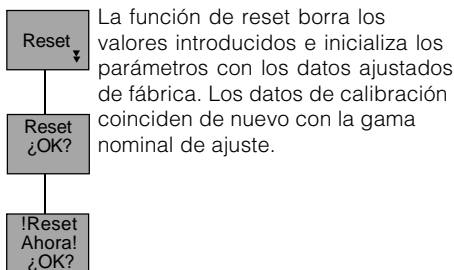 Reset
La función de reset borra los
valores introducidos e inicializa los
parámetros con los datos ajustados
de fábrica. Los datos de calibración
coinciden de nuevo con la gama
nominal de ajuste.
Reset
¿OK?
!Reset
Ahora!
¿OK?